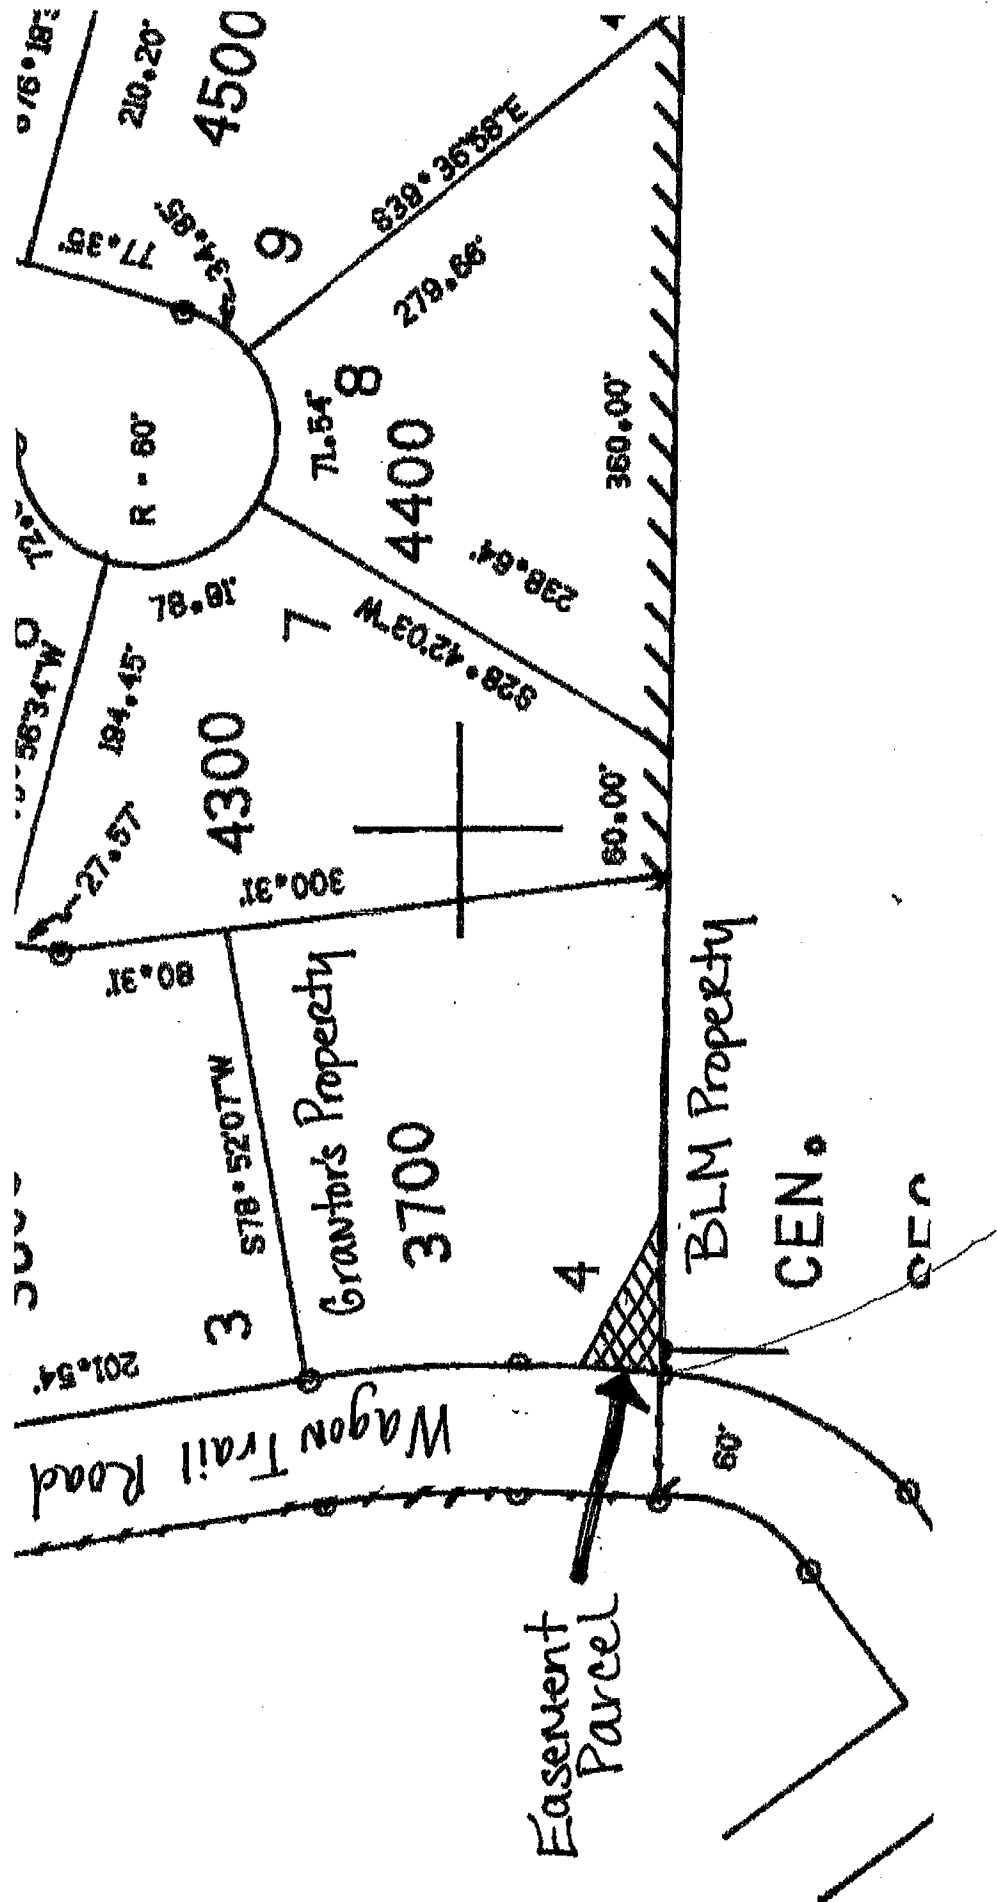 210.20'
4500
77.35'
34.85'
9
S39°36'58"E
279.66'
R = 60'
71.54'
8
4400
360.00'
238.64'
S28°42'03"W
78.91'
7
194.45'
4300
60.00'
27.57'
300.31'
80.31'
S78°52'07"W
Grantor's Property
3700
BLM Property
CEN.
4
3
201.54'
Wagon Trail Road
60'
Easement
Parcel